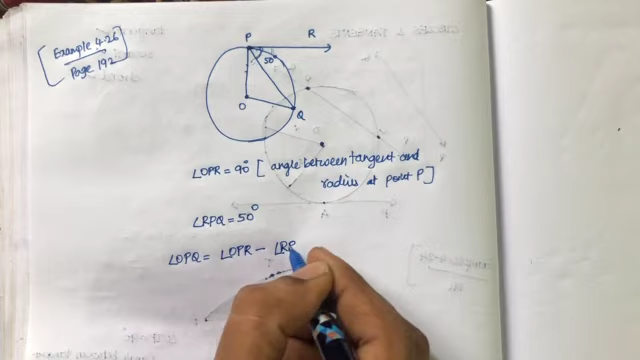 Example 4.26
Page 192
P R
50°
O
Q
∠OPR = 90° [angle between tangent and
radius at point P]
∠RPQ = 50°
∠OPQ = ∠OPR - ∠RP